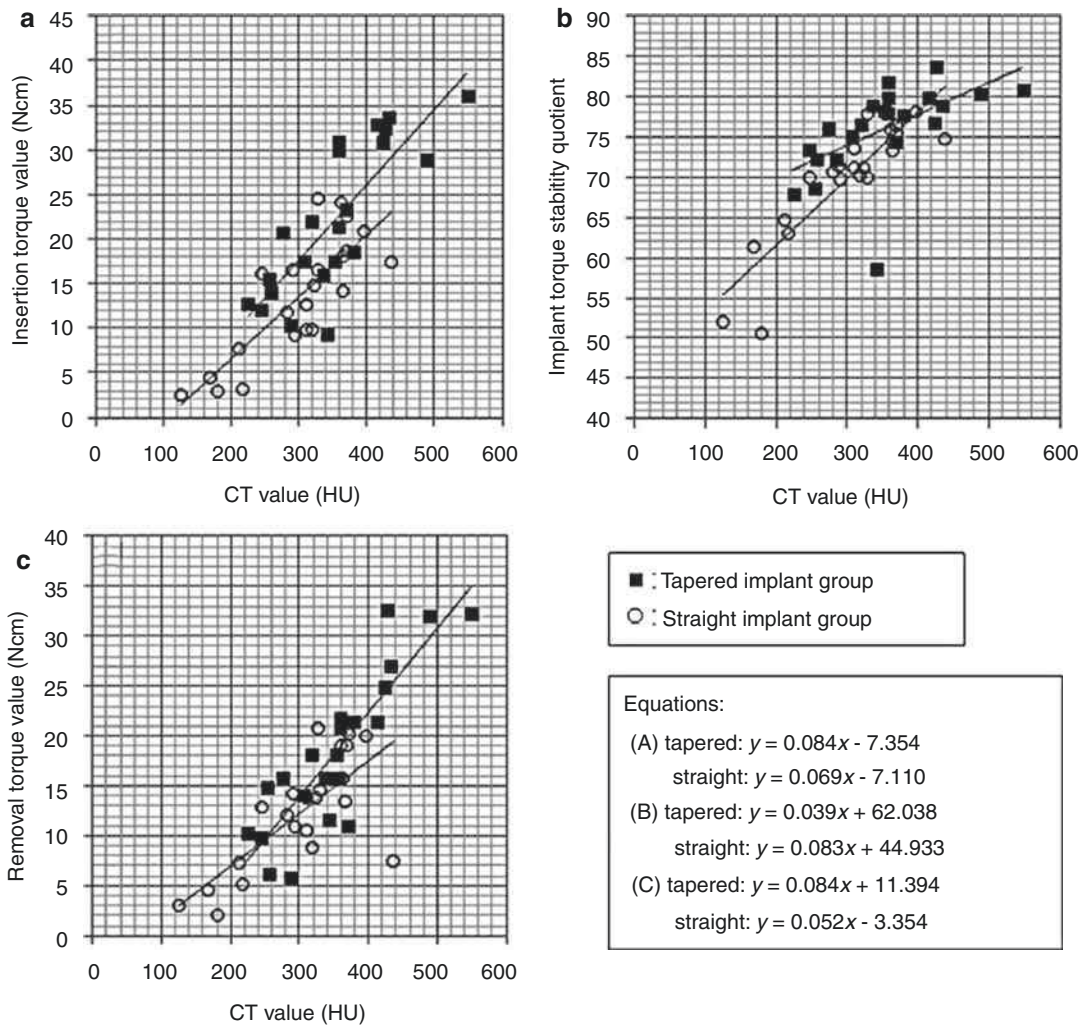 a
Insertion torque value (Ncm)
45
40
35
30
25
20
15
10
5
0
0 100 200 300 400 500 600
CT value (HU)
b
Implant torque stability quotient
90
85
80
75
70
65
60
55
50
45
40
0 100 200 300 400 500 600
CT value (HU)
c
Removal torque value (Ncm)
40
35
30
25
20
15
10
5
0
0 100 200 300 400 500 600
CT value (HU)
: Tapered implant group
: Straight implant group
Equations:
(A) tapered: y = 0.084x - 7.354
straight: y = 0.069x - 7.110
(B) tapered: y = 0.039x + 62.038
straight: y = 0.083x + 44.933
(C) tapered: y = 0.084x + 11.394
straight: y = 0.052x - 3.354